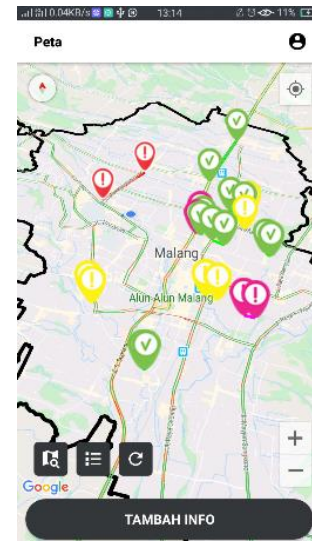 0.04KB/s 13:14 11%
Peta
Malang
Alun Alun Malang
Google
TAMBAH INFO